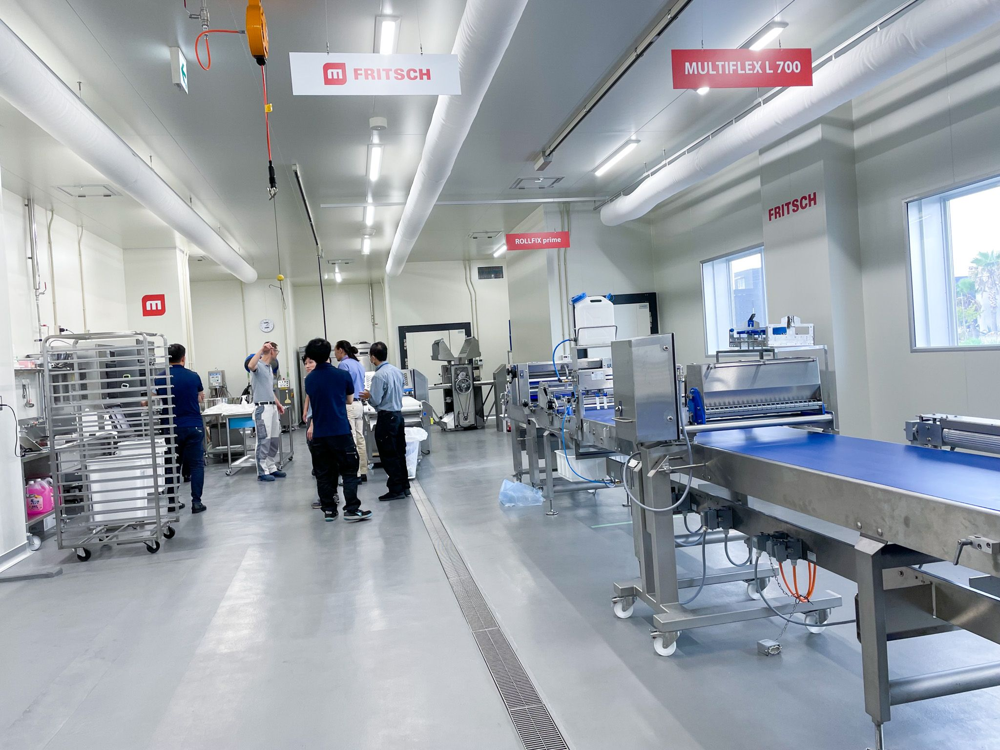 m FRITSCH
MULTIFLEX L 700
FRITSCH
ROLLFIX prime
m